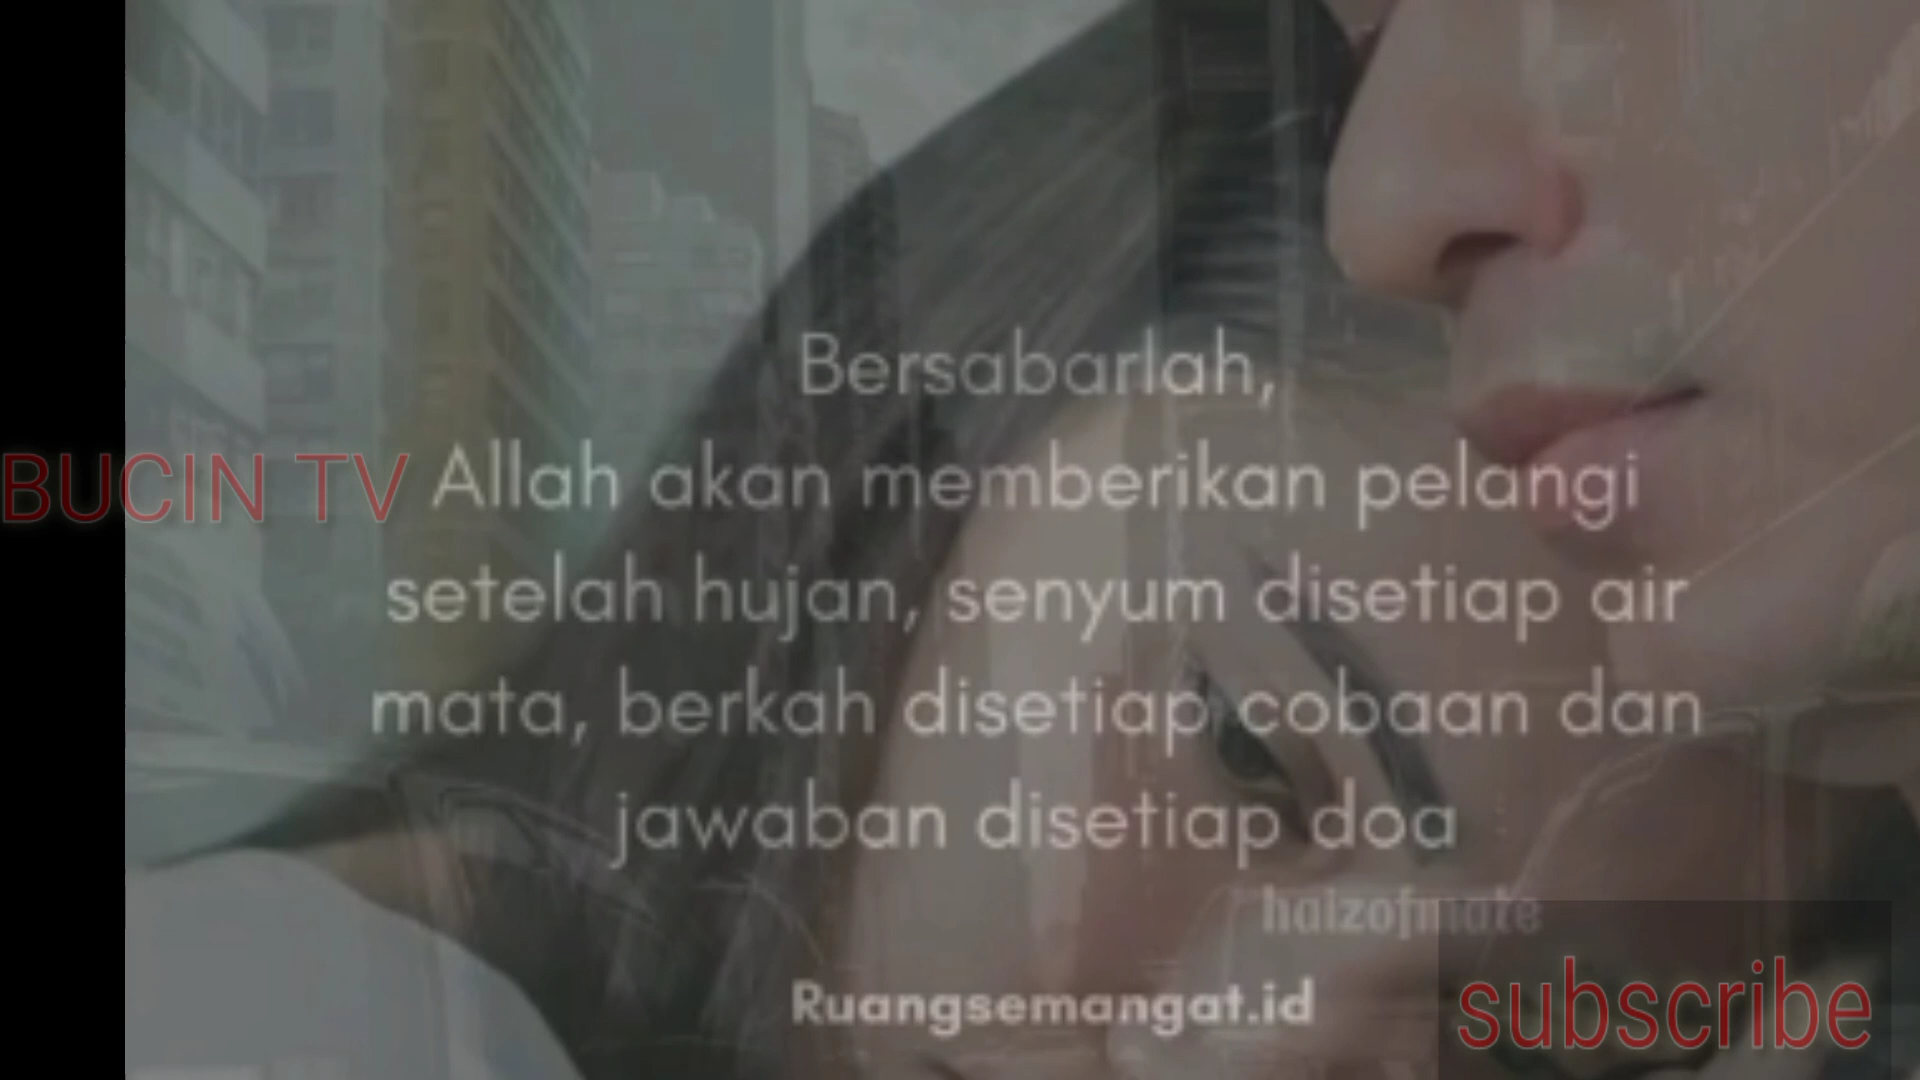 Bersabarlah,
BUCIN TV
Allah akan memberikan pelangi
setelah hujan, senyum disetiap air
mata, berkah disetiap cobaan dan
jawaban disetiap doa
haizofmate
Ruangsemangat.id
subscribe